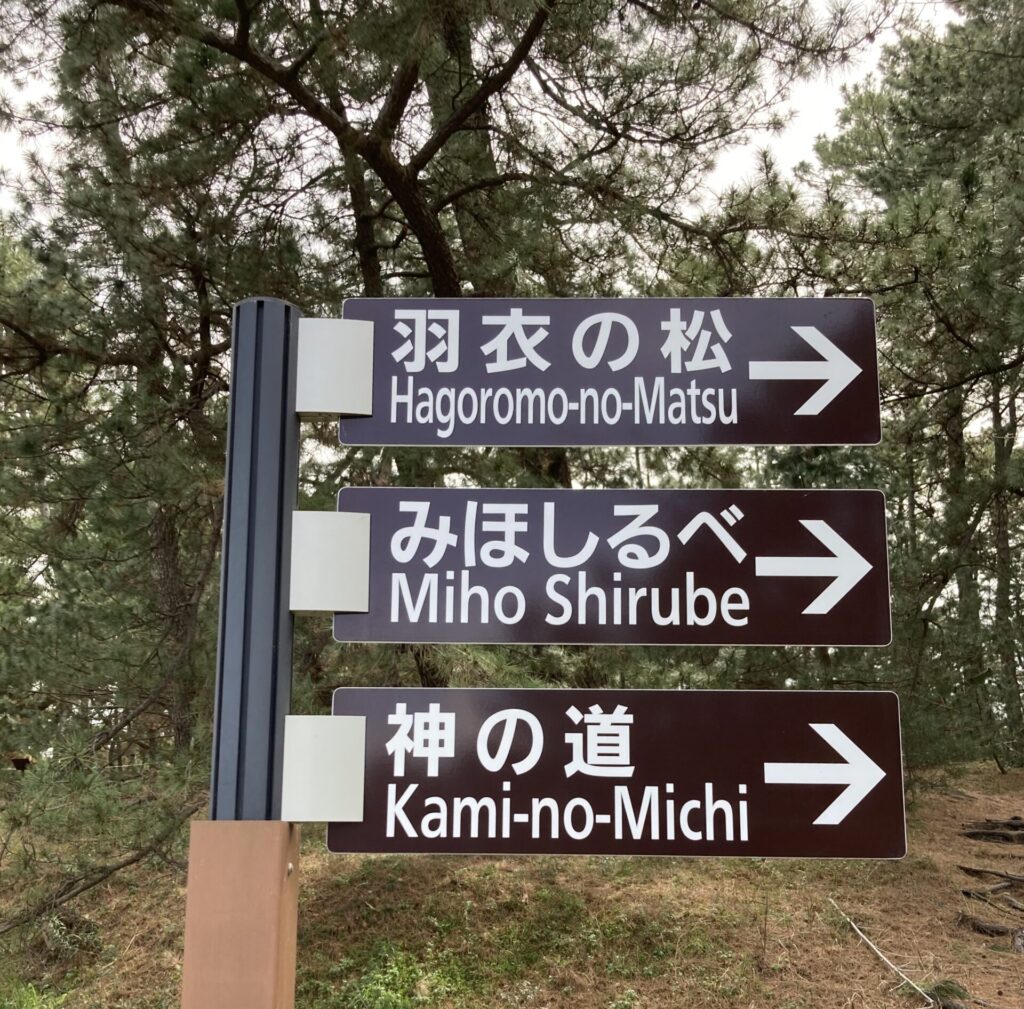 羽衣の松
Hagoromo-no-Matsu
みほしるべ
Miho Shirube
神の道
Kami-no-Michi